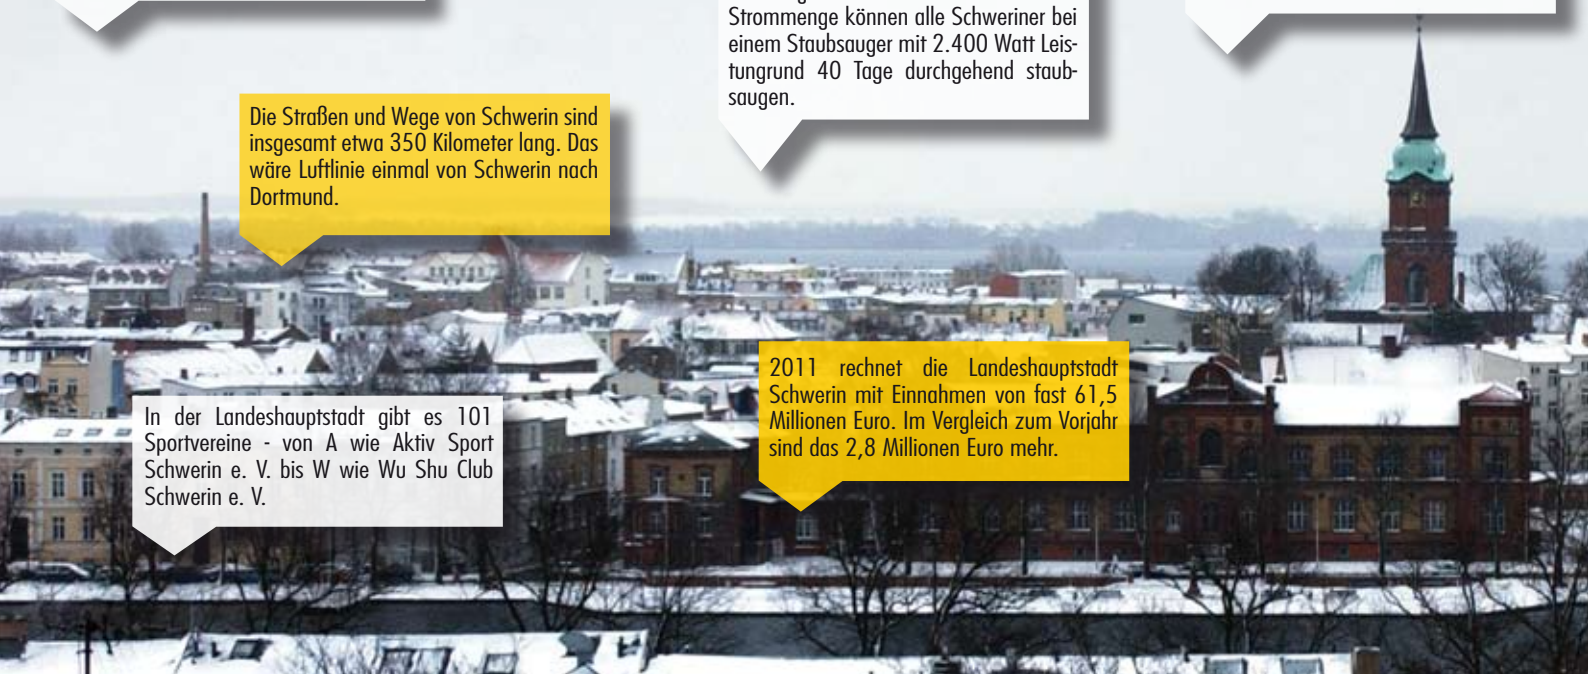 Strommenge können alle Schweriner bei
einem Staubsauger mit 2.400 Watt Leis-
tungrund 40 Tage durchgehend staub-
saugen.
Die Straßen und Wege von Schwerin sind
insgesamt etwa 350 Kilometer lang. Das
wäre Luftlinie einmal von Schwerin nach
Dortmund.
2011 rechnet die Landeshauptstadt
Schwerin mit Einnahmen von fast 61,5
Millionen Euro. Im Vergleich zum Vorjahr
sind das 2,8 Millionen Euro mehr.
In der Landeshauptstadt gibt es 101
Sportvereine - von A wie Aktiv Sport
Schwerin e. V. bis W wie Wu Shu Club
Schwerin e. V.